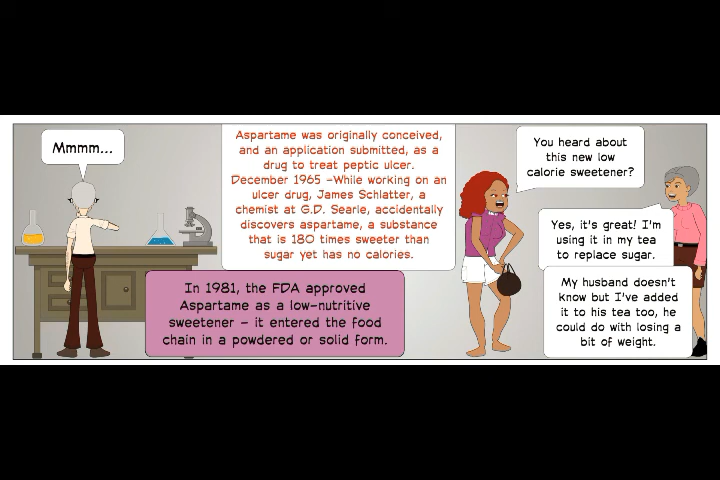 Mmmm...
Aspartame was originally conceived,
and an application submitted, as a
drug to treat peptic ulcer.
December 1965 -While working on an
ulcer drug, James Schlatter, a
chemist at G.D. Searle, accidentally
discovers aspartame, a substance
that is 180 times sweeter than
sugar yet has no calories.
In 1981, the FDA approved
Aspartame as a low-nutritive
sweetener - it entered the food
chain in a powdered or solid form.
You heard about
this new low
calorie sweetener?
Yes, it's great! I'm
using it in my tea
to replace sugar.
My husband doesn't
know but I've added
it to his tea too, he
could do with losing a
bit of weight.